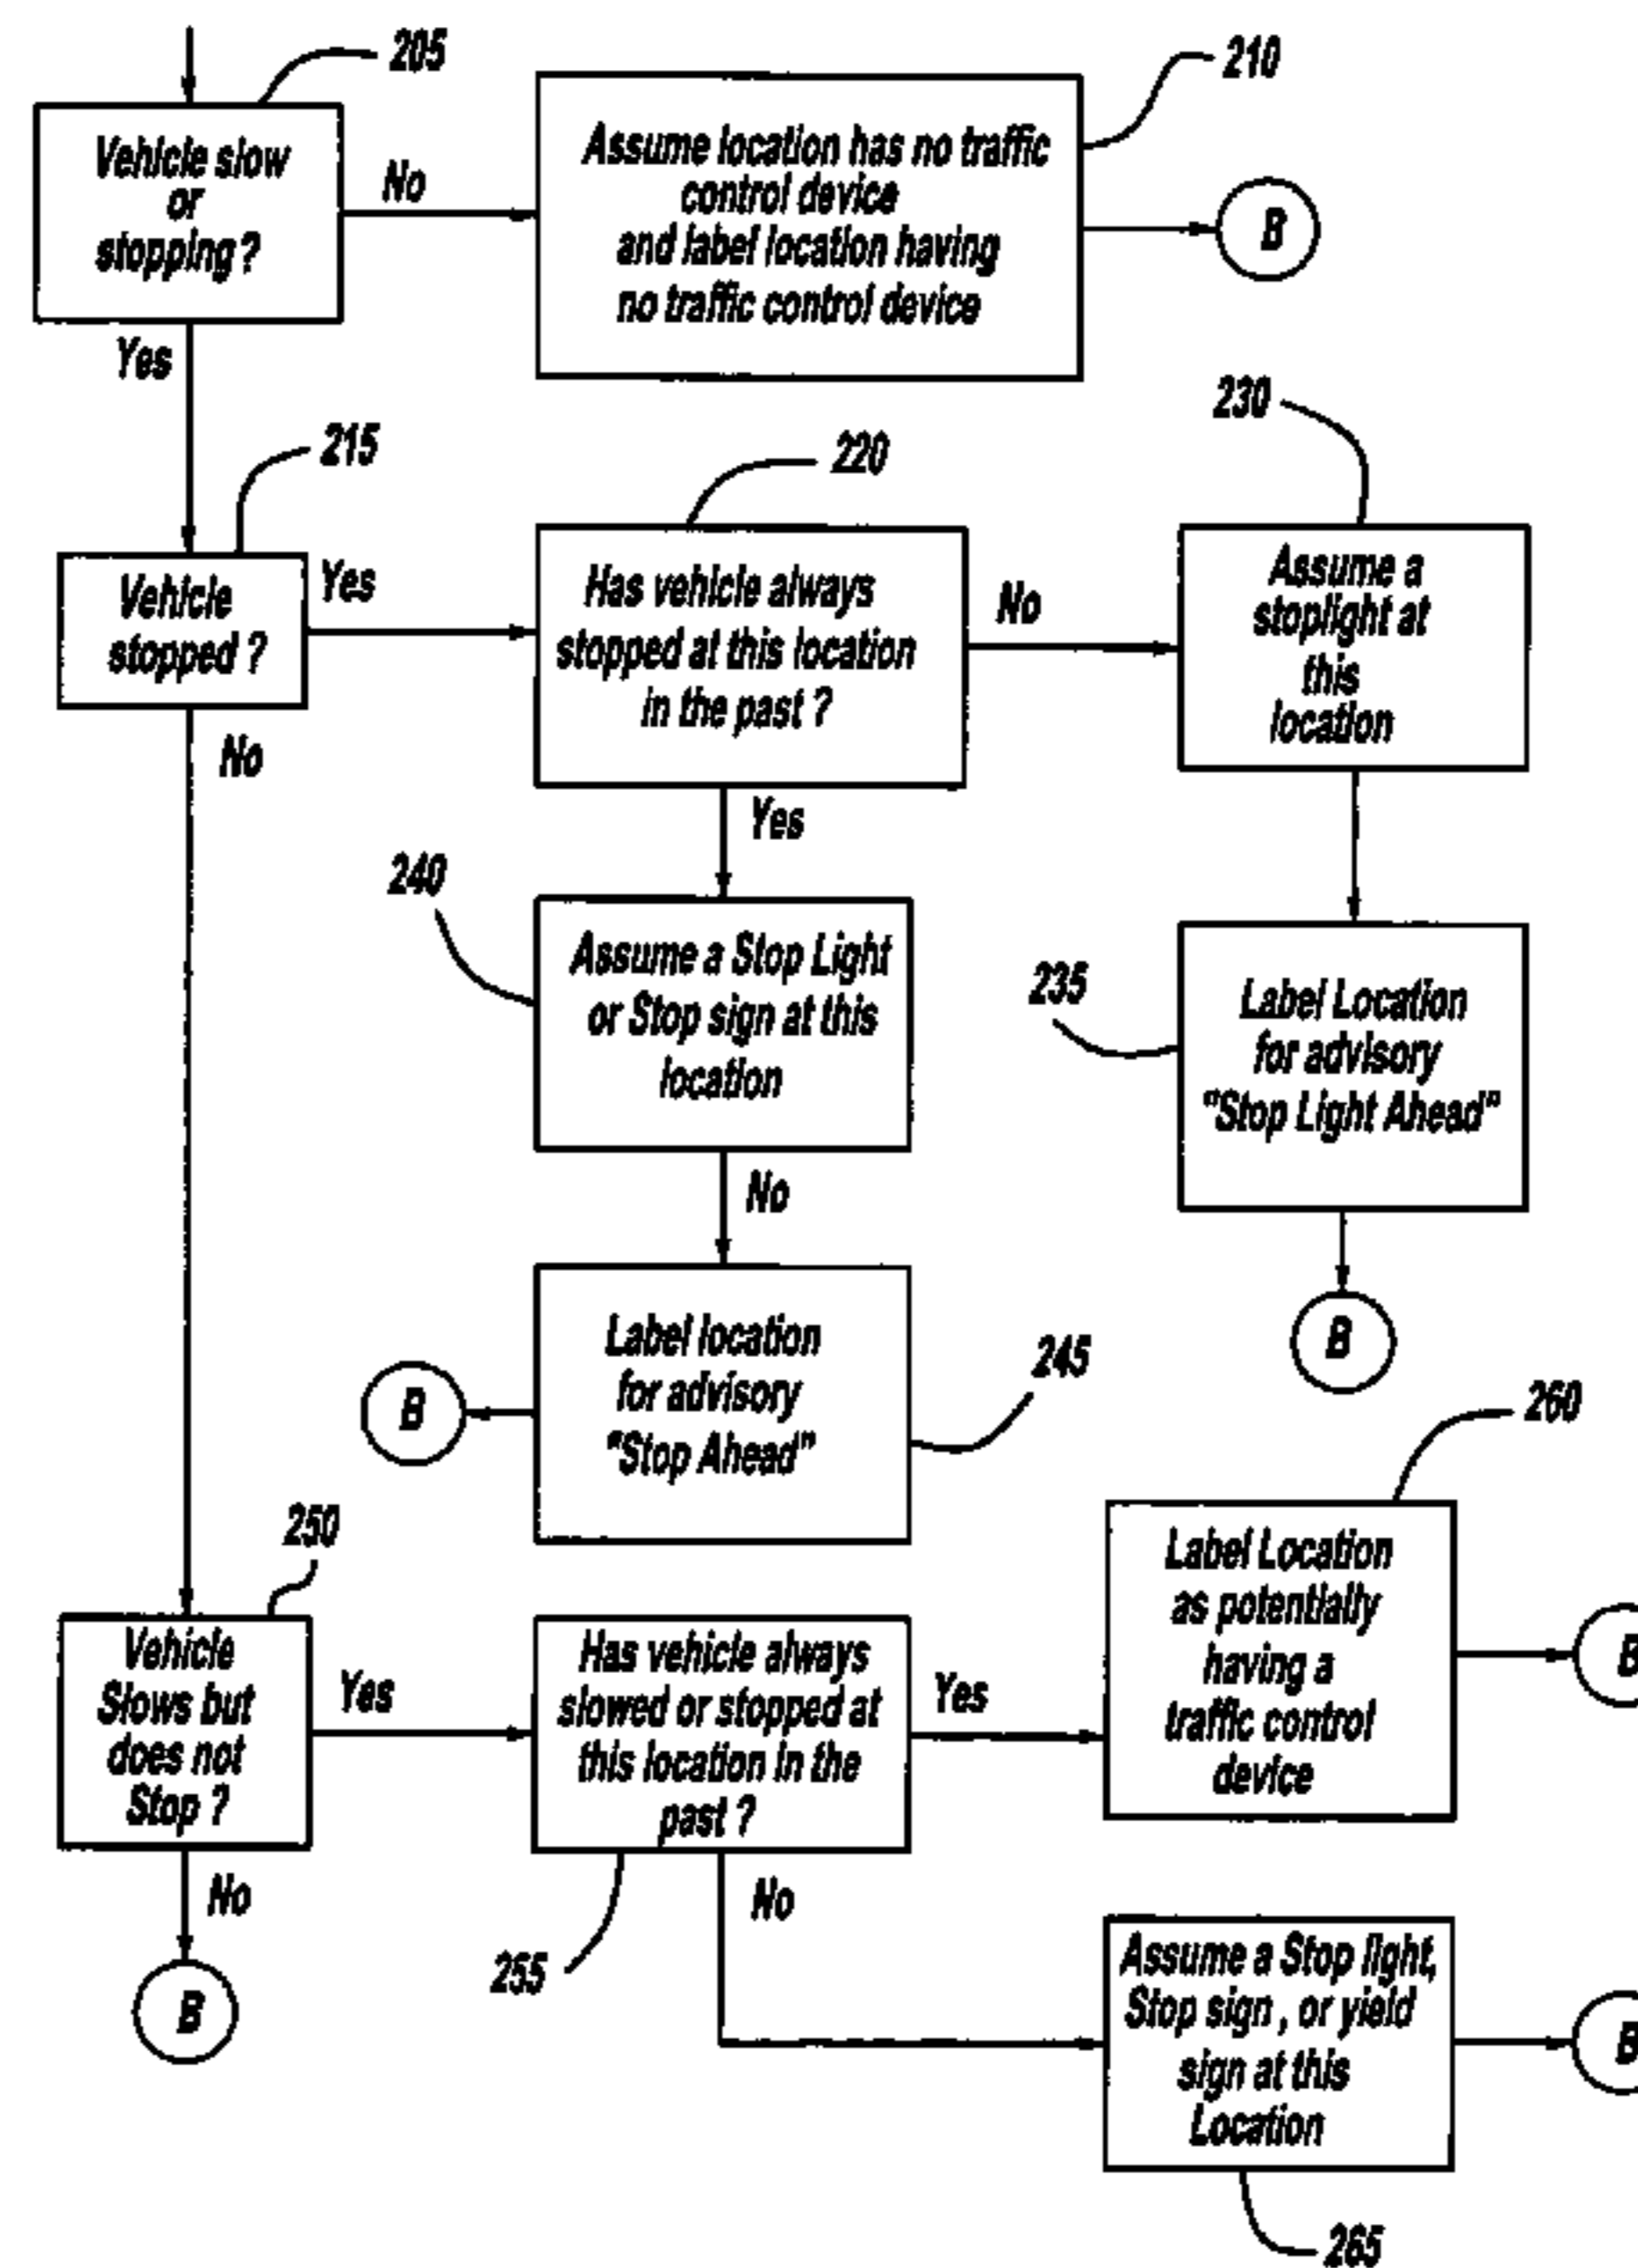 205
Vehicle slow
or
stopping ?
No
210
Assume location has no traffic
control device
and label location having
no traffic control device
B
Yes
215
Vehicle
stopped ?
Yes
220
Has vehicle always
stopped at this location
in the past ?
No
230
Assume a
stoplight at
this
location
No
Yes
240
Assume a Stop Light
or Stop sign at this
location
235
Label Location
for advisory
"Stop Light Ahead"
B
No
Label location
for advisory
"Stop Ahead"
245
B
250
Vehicle
Slows but
does not
Stop ?
Yes
Has vehicle always
slowed or stopped at
this location in the
past ?
255
Yes
260
Label Location
as potentially
having a
traffic control
device
B
No
B
No
Assume a Stop light,
Stop sign , or yield
sign at this
Location
265
B